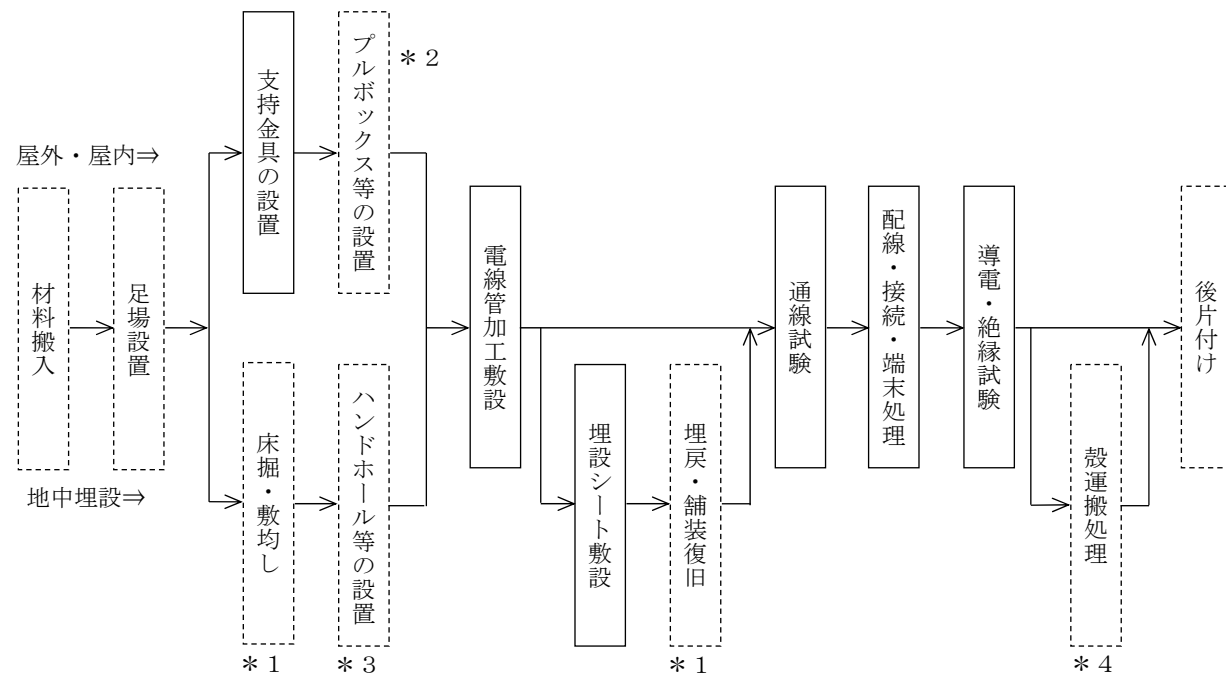 屋外・屋内⇒
地中埋設⇒
材料搬入
足場設置
支持金具の設置
プルボックス等の設置
＊２
床掘・敷均し
＊１
ハンドホール等の設置
＊３
電線管加工敷設
埋設シート敷設
埋戻・舗装復旧
＊１
通線試験
配線・接続・端末処理
導電・絶縁試験
殻運搬処理
＊４
後片付け